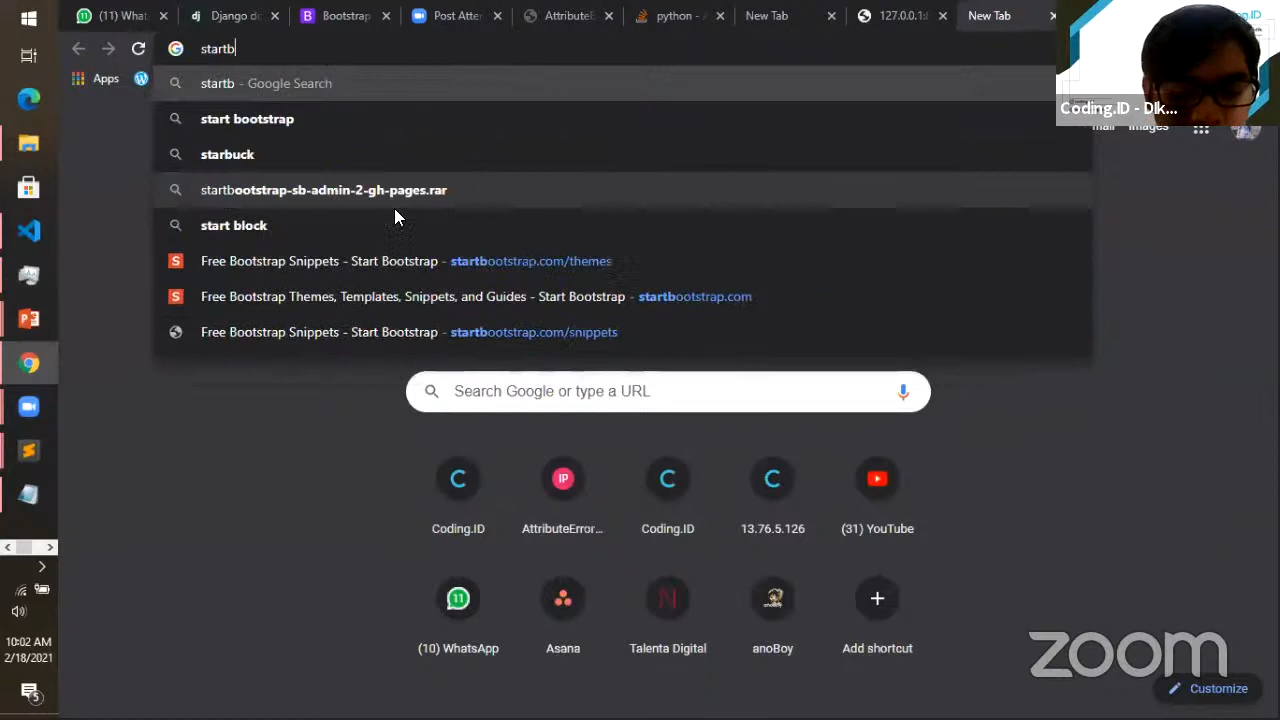 (11) What
Django do
Bootstrap
Post Atter
AttributeE
python - A
New Tab
127.0.0.1:
New Tab
startb
Apps
startb - Google Search
start bootstrap
starbuck
startbootstrap-sb-admin-2-gh-pages.rar
start block
Free Bootstrap Snippets - Start Bootstrap - startbootstrap.com/themes
Free Bootstrap Themes, Templates, Snippets, and Guides - Start Bootstrap - startbootstrap.com
Free Bootstrap Snippets - Start Bootstrap - startbootstrap.com/snippets
Coding.ID - Dik...
Images
Search Google or type a URL
Coding.ID
AttributeError...
Coding.ID
13.76.5.126
(31) YouTube
(10) WhatsApp
Asana
Talenta Digital
anoBoy
Add shortcut
10:02 AM
2/18/2021
5
zoom
Customize